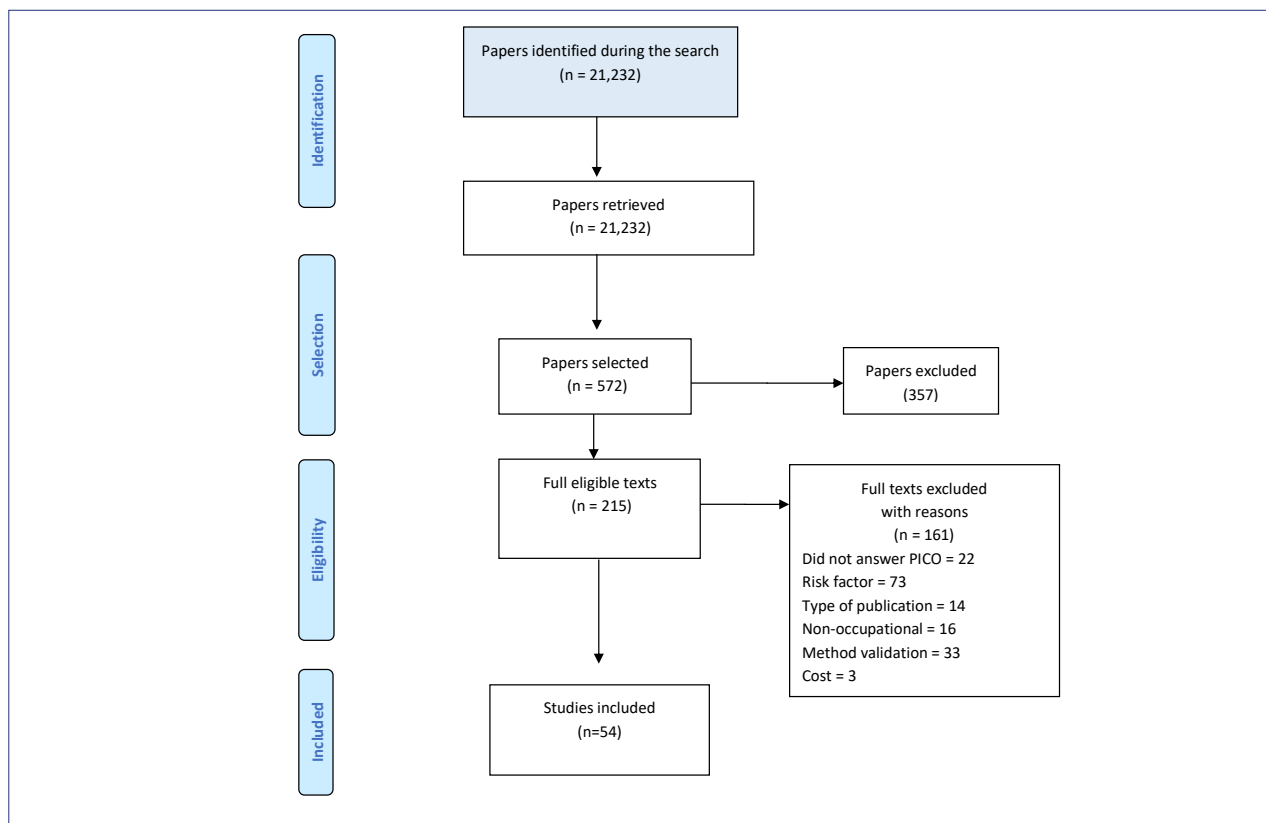 Identification
Papers identified during the search
(n = 21,232)
Papers retrieved
(n = 21,232)
Selection
Papers selected
(n = 572)
Papers excluded
(357)
Eligibility
Full eligible texts
(n = 215)
Full texts excluded
with reasons
(n = 161)
Did not answer PICO = 22
Risk factor = 73
Type of publication = 14
Non-occupational = 16
Method validation = 33
Cost = 3
Included
Studies included
(n=54)